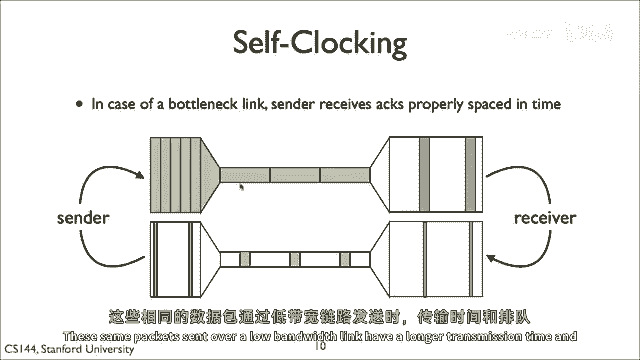 Self-Clocking
• In case of a bottleneck link, sender receives acks properly spaced in time
sender
receiver
这些相同的数据包通过低带宽链路发送时，传输时间和排队
These same packets sent over a low bandwidth link have a longer transmission time and
CS144, Stanford University
10